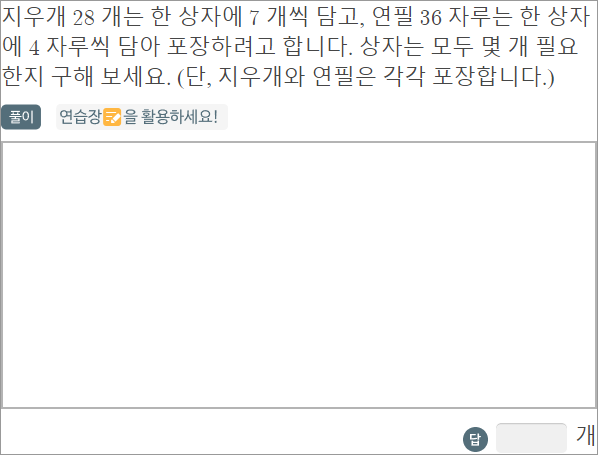 지우개 28 개는 한 상자에 7 개씩 담고, 연필 36 자루는 한 상자
에 4 자루씩 담아 포장하려고 합니다. 상자는 모두 몇 개 필요
한지 구해 보세요. (단, 지우개와 연필은 각각 포장합니다.)
풀이 연습장을 활용하세요!
답 개